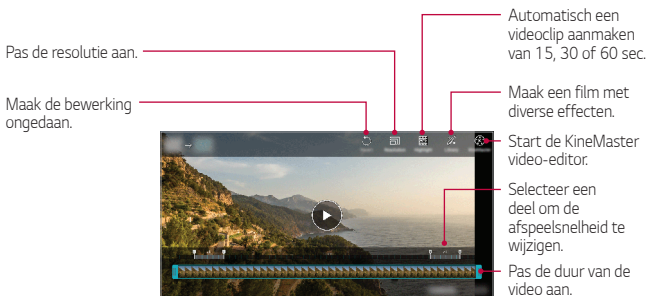 Automatisch een
videoclip aanmaken
van 15, 30 of 60 sec.
Pas de resolutie aan.
Maak een film met
diverse effecten.
Maak de bewerking
ongedaan.
Start de KineMaster
video-editor.
Selecteer een
deel om de
afspeelsnelheid te
wijzigen.
Pas de duur van de
video aan.